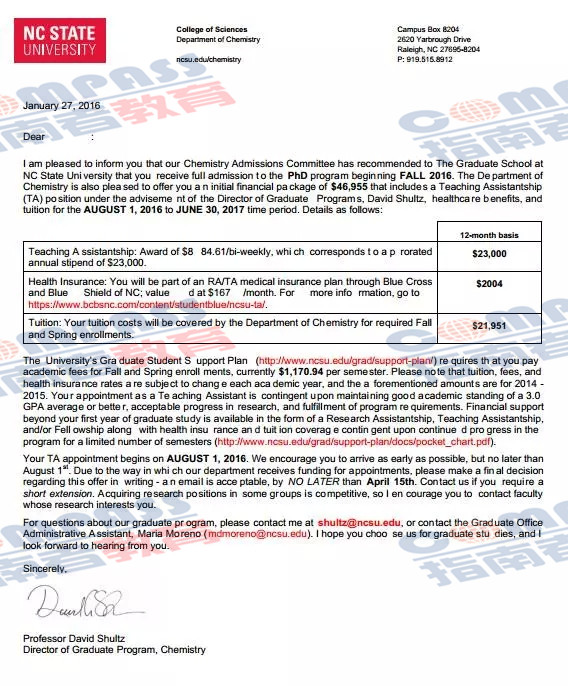 NC STATE
UNIVERSITY
College of Sciences
Department of Chemistry
ncsu.edu/chemistry
Campus Box 8204
2620 Yarbrough Drive
Raleigh, NC 27695-8204
P: 919.515.8912
COMPASS
指南者教育
COMPASS
指南者
January 27, 2016
Dear :
I am pleased to inform you that our Chemistry Admissions Committee has recommended to The Graduate School at
NC State University that you receive full admission to the PhD program beginning FALL 2016. The Department of
Chemistry is also pleased to offer you an initial financial package of $46,955 that includes a Teaching Assistantship
(TA) position under the advisement of the Director of Graduate Programs, David Shultz, healthcare benefits, and
tuition for the AUGUST 1, 2016 to JUNE 30, 2017 time period. Details as follows:
12-month basis
Teaching Assistantship: Award of $8 84.61/bi-weekly, which corresponds to a prorated
annual stipend of $23,000.
$23,000
Health Insurance: You will be part of an RA/TA medical insurance plan through Blue Cross
and Blue Shield of NC; value d at $167 /month. For more information, go to
https://www.bcbsnc.com/content/studentblue/ncsu-ta/.
$2004
Tuition: Your tuition costs will be covered by the Department of Chemistry for required Fall
and Spring enrollments.
$21,951
The University's Graduate Student Support Plan (http://www.ncsu.edu/grad/support-plan/) requires that you pay
academic fees for Fall and Spring enrollments, currently $1,170.94 per semester. Please note that tuition, fees, and
health insurance rates are subject to change each academic year, and the aforementioned amounts are for 2014 -
2015. Your appointment as a Teaching Assistant is contingent upon maintaining good academic standing of a 3.0
GPA average or better, acceptable progress in research, and fulfillment of program requirements. Financial support
beyond your first year of graduate study is available in the form of a Research Assistantship, Teaching Assistantship,
and/or Fellowship along with health insurance and tuition coverage contingent upon continued progress in the
program for a limited number of semesters (http://www.ncsu.edu/grad/support-plan/docs/pocket_chart.pdf).
Your TA appointment begins on AUGUST 1, 2016. We encourage you to arrive as early as possible, but no later than
August 1st. Due to the way in which our department receives funding for appointments, please make a final decision
regarding this offer in writing - an email is acceptable, by NO LATER than April 15th. Contact us if you require a
short extension. Acquiring research positions in some groups is competitive, so I encourage you to contact faculty
whose research interests you.
For questions about our graduate program, please contact me at shultz@ncsu.edu, or contact the Graduate Office
Administrative Assistant, Maria Moreno (mdmoreno@ncsu.edu). I hope you choose us for graduate studies, and I
look forward to hearing from you.
COMPASS
指南者教育
COMPASS
指南者
Sincerely,
Professor David Shultz
Director of Graduate Program, Chemistry